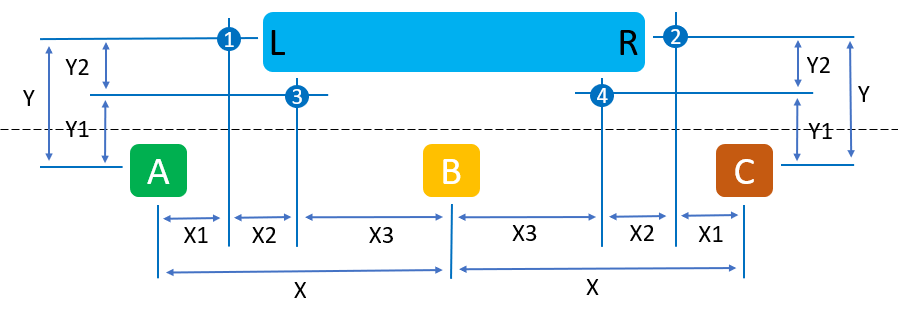 1 L R 2
Y2 Y2
Y 3 4 Y
Y1 Y1
A B C
X1 X2 X3 X3 X2 X1
X X